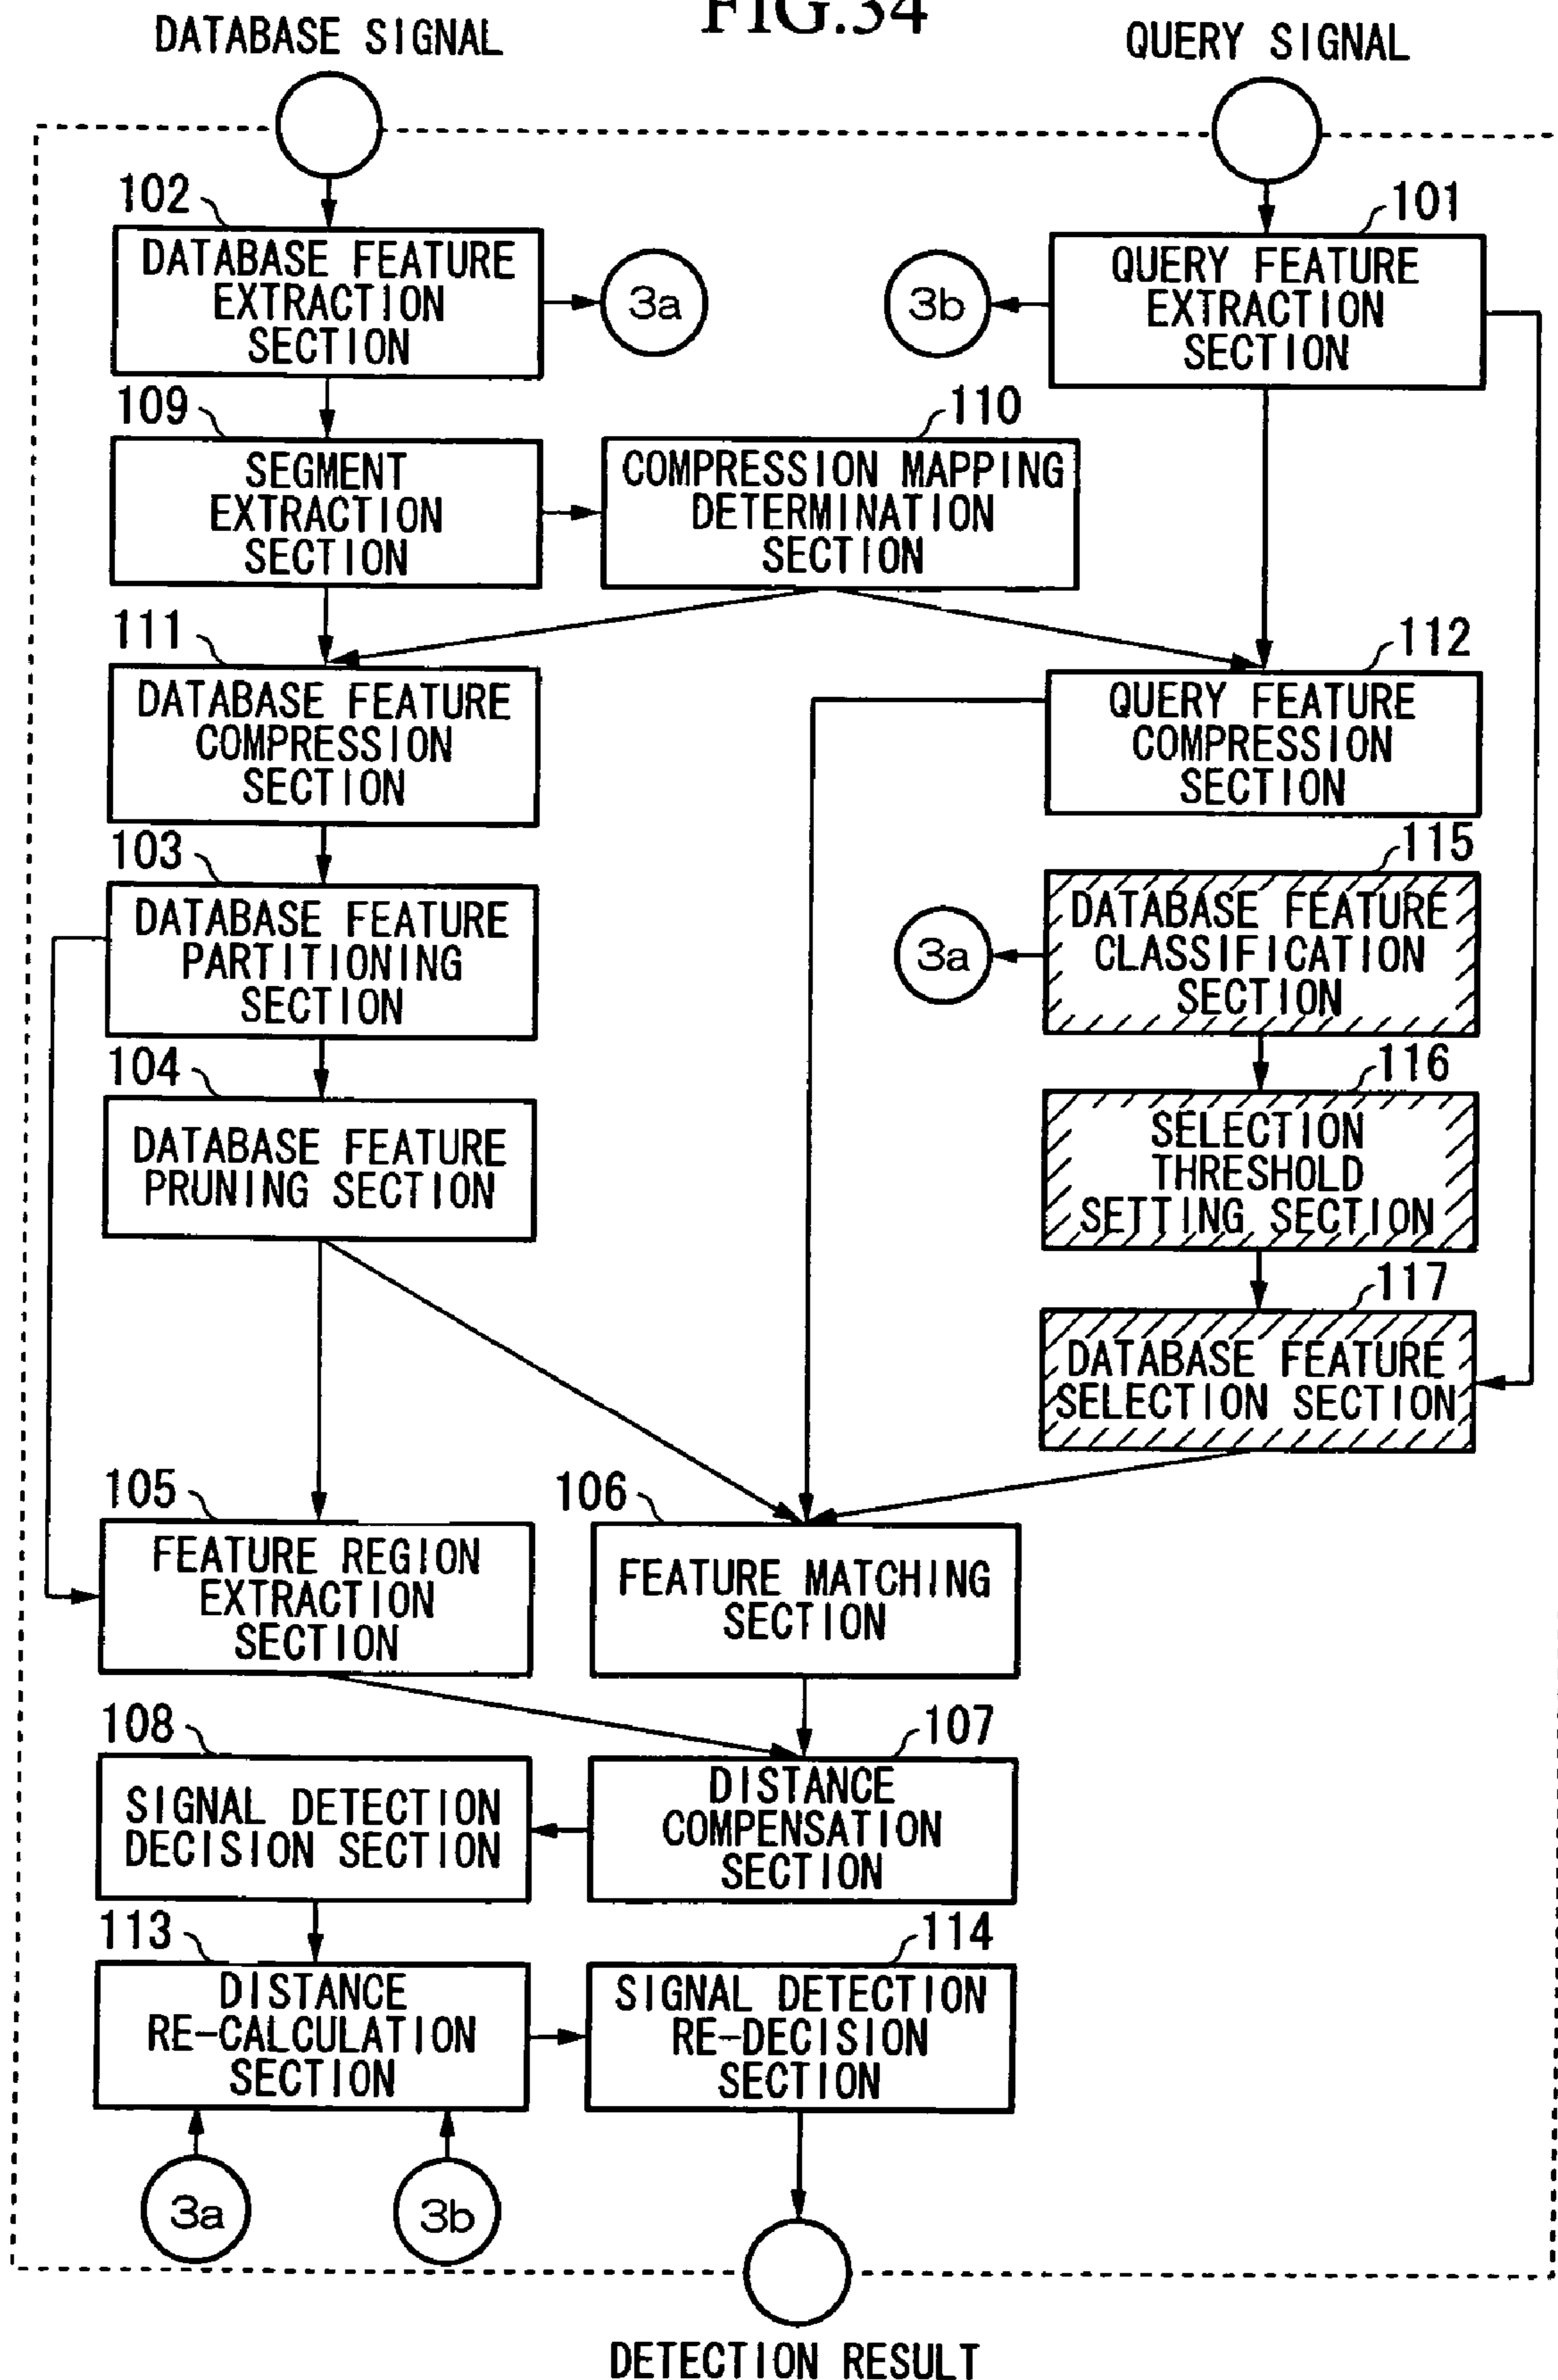 FIG.34
DATABASE SIGNAL
QUERY SIGNAL
102
101
DATABASE FEATURE
EXTRACTION
SECTION
3a
3b
QUERY FEATURE
EXTRACTION
SECTION
109
110
SEGMENT
EXTRACTION
SECTION
COMPRESSION MAPPING
DETERMINATION
SECTION
111
112
DATABASE FEATURE
COMPRESSION
SECTION
QUERY FEATURE
COMPRESSION
SECTION
103
115
DATABASE FEATURE
PARTITIONING
SECTION
3a
DATABASE FEATURE
CLASSIFICATION
SECTION
104
116
DATABASE FEATURE
PRUNING SECTION
SELECTION
THRESHOLD
SETTING SECTION
117
DATABASE FEATURE
SELECTION SECTION
105
106
FEATURE REGION
EXTRACTION
SECTION
FEATURE MATCHING
SECTION
108
107
SIGNAL DETECTION
DECISION SECTION
DISTANCE
COMPENSATION
SECTION
113
114
DISTANCE
RE-CALCULATION
SECTION
SIGNAL DETECTION
RE-DECISION
SECTION
3a
3b
DETECTION RESULT